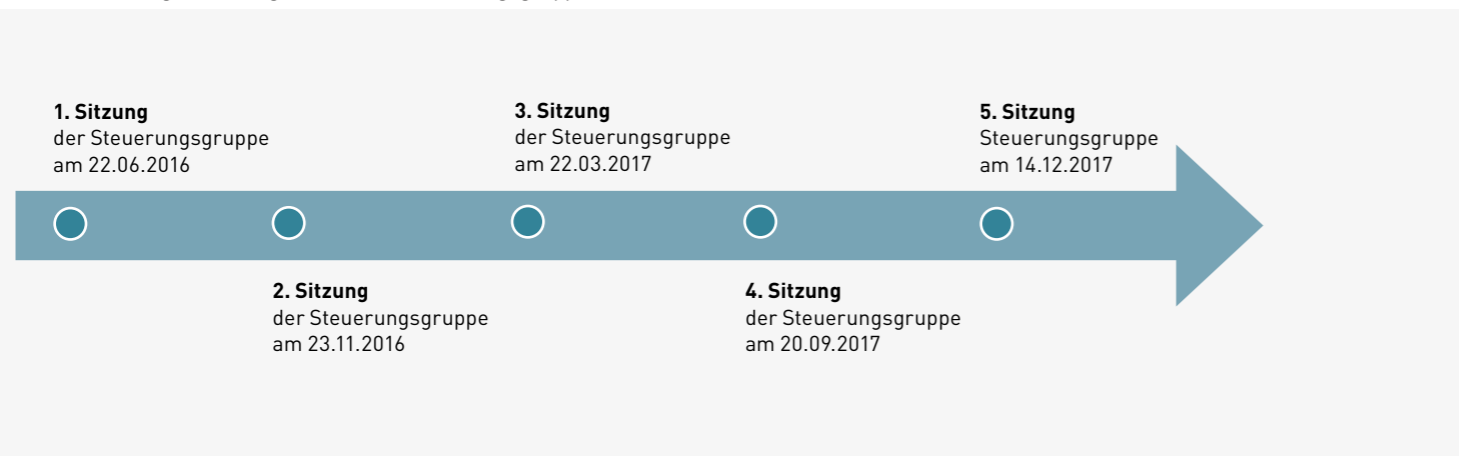 1. Sitzung
der Steuerungsgruppe
am 22.06.2016
2. Sitzung
der Steuerungsgruppe
am 23.11.2016
3. Sitzung
der Steuerungsgruppe
am 22.03.2017
4. Sitzung
der Steuerungsgruppe
am 20.09.2017
5. Sitzung
Steuerungsgruppe
am 14.12.2017